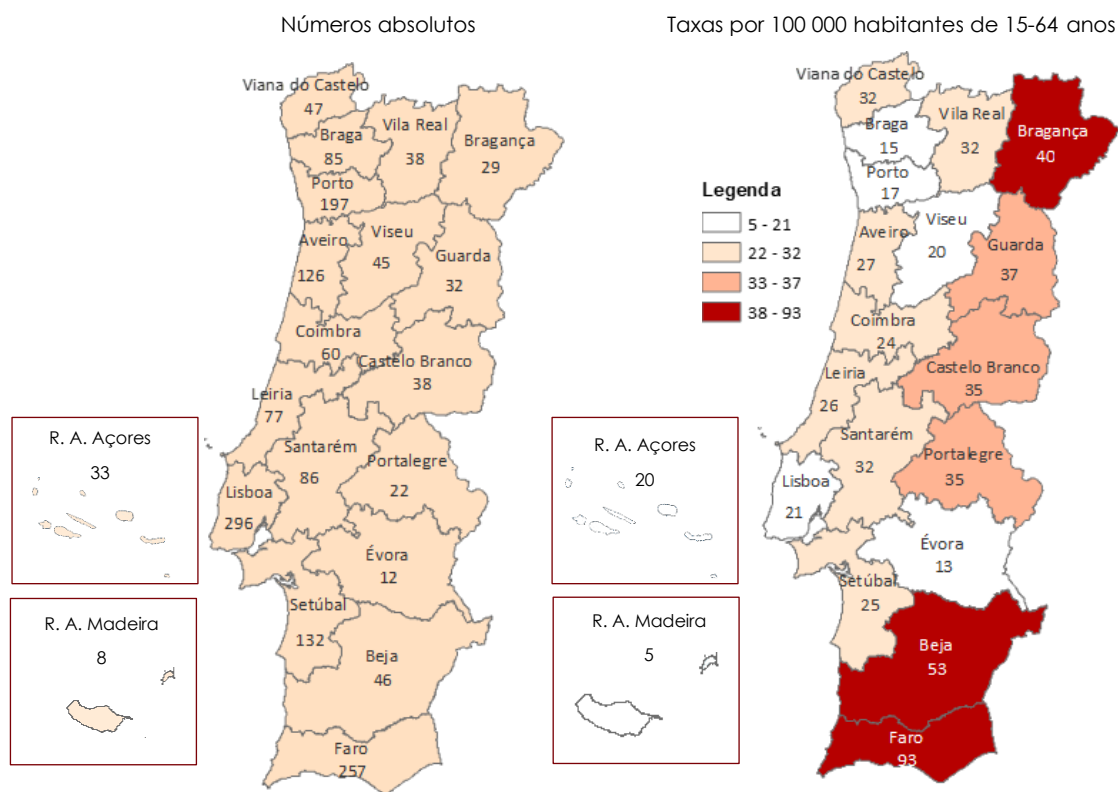 Números absolutos
Viana do Castelo
47
Braga
85
Vila Real
38
Bragança
29
Porto
197
Aveiro
126
Viseu
45
Guarda
32
Coimbra
60
Castelo Branco
38
Leiria
77
Santarém
86
Portalegre
22
Lisboa
296
Évora
12
Setúbal
132
Beja
46
Faro
257
R. A. Açores
33
R. A. Madeira
8
Taxas por 100 000 habitantes de 15-64 anos
Viana do Castelo
32
Braga
15
Vila Real
32
Bragança
40
Porto
17
Legenda
5 - 21
22 - 32
33 - 37
38 - 93
Aveiro
27
Viseu
20
Guarda
37
Coimbra
24
Castelo Branco
35
Leiria
26
Santarém
32
Portalegre
35
Lisboa
21
Évora
13
Setúbal
25
Beja
53
Faro
93
R. A. Açores
20
R. A. Madeira
5